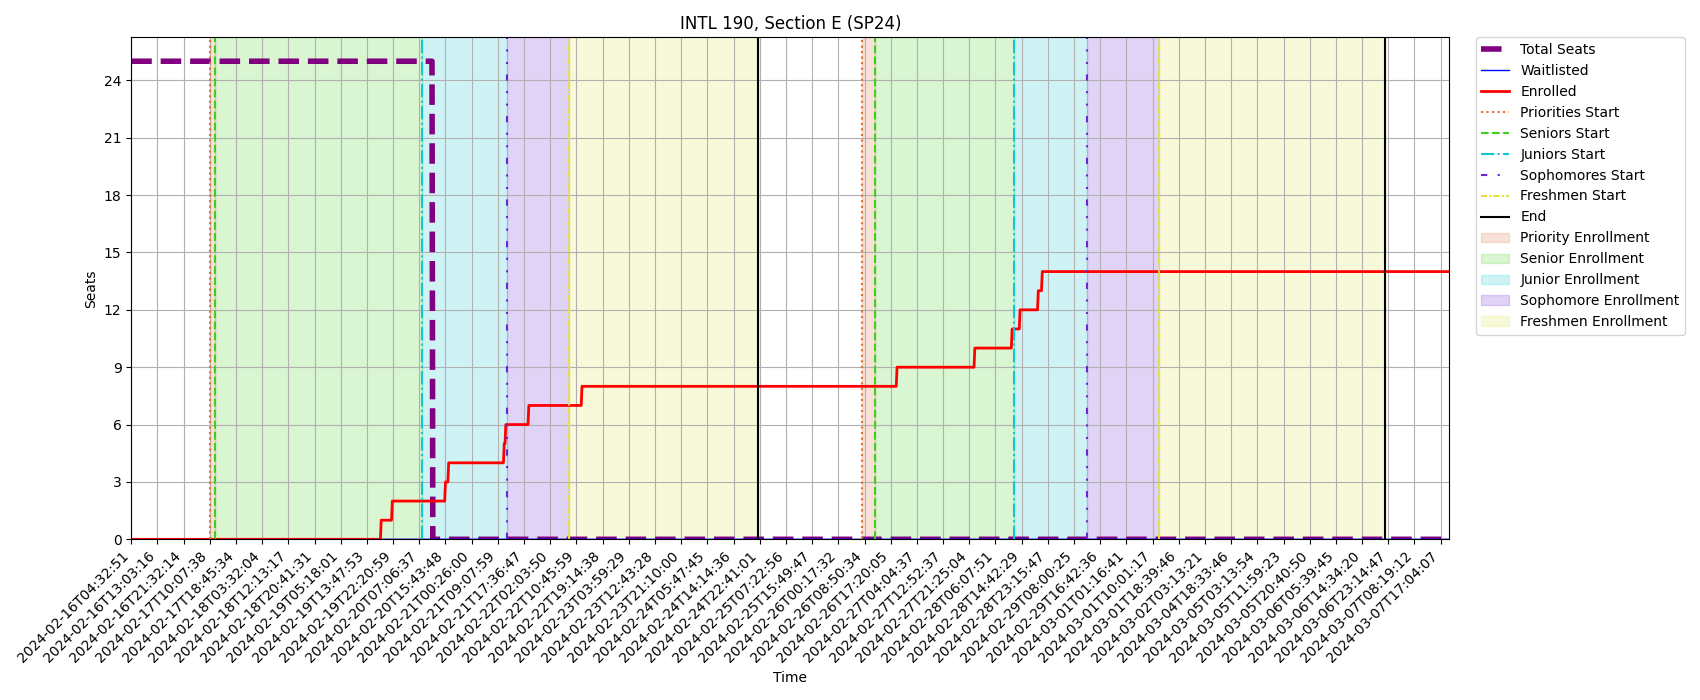 INTL 190, Section E (SP24)
Seats
24
21
18
15
12
9
6
3
0
2024-02-16T04:32:51
2024-02-16T13:03:16
2024-02-16T21:32:14
2024-02-17T10:07:38
2024-02-17T18:45:34
2024-02-18T03:32:04
2024-02-18T12:13:17
2024-02-18T20:41:31
2024-02-19T05:18:01
2024-02-19T13:47:53
2024-02-19T22:20:59
2024-02-20T07:06:37
2024-02-20T15:43:48
2024-02-21T00:26:00
2024-02-21T09:07:59
2024-02-21T17:36:47
2024-02-22T02:03:50
2024-02-22T10:45:59
2024-02-22T19:14:38
2024-02-23T03:59:29
2024-02-23T12:43:28
2024-02-23T21:10:00
2024-02-24T05:47:45
2024-02-24T14:14:36
2024-02-24T22:41:01
2024-02-25T07:22:56
2024-02-25T15:49:47
2024-02-26T00:17:32
2024-02-26T08:50:34
2024-02-26T17:20:05
2024-02-27T04:04:37
2024-02-27T12:52:37
2024-02-27T21:25:04
2024-02-28T06:07:51
2024-02-28T14:42:29
2024-02-28T23:15:47
2024-02-29T08:00:25
2024-02-29T16:42:36
2024-03-01T01:16:41
2024-03-01T10:01:17
2024-03-01T18:39:46
2024-03-02T03:13:21
2024-03-04T18:33:46
2024-03-05T03:13:54
2024-03-05T11:59:23
2024-03-05T20:40:50
2024-03-06T05:39:45
2024-03-06T14:34:20
2024-03-06T23:14:47
2024-03-07T08:19:12
2024-03-07T17:04:07
Time
Total Seats
Waitlisted
Enrolled
Priorities Start
Seniors Start
Juniors Start
Sophomores Start
Freshmen Start
End
Priority Enrollment
Senior Enrollment
Junior Enrollment
Sophomore Enrollment
Freshmen Enrollment